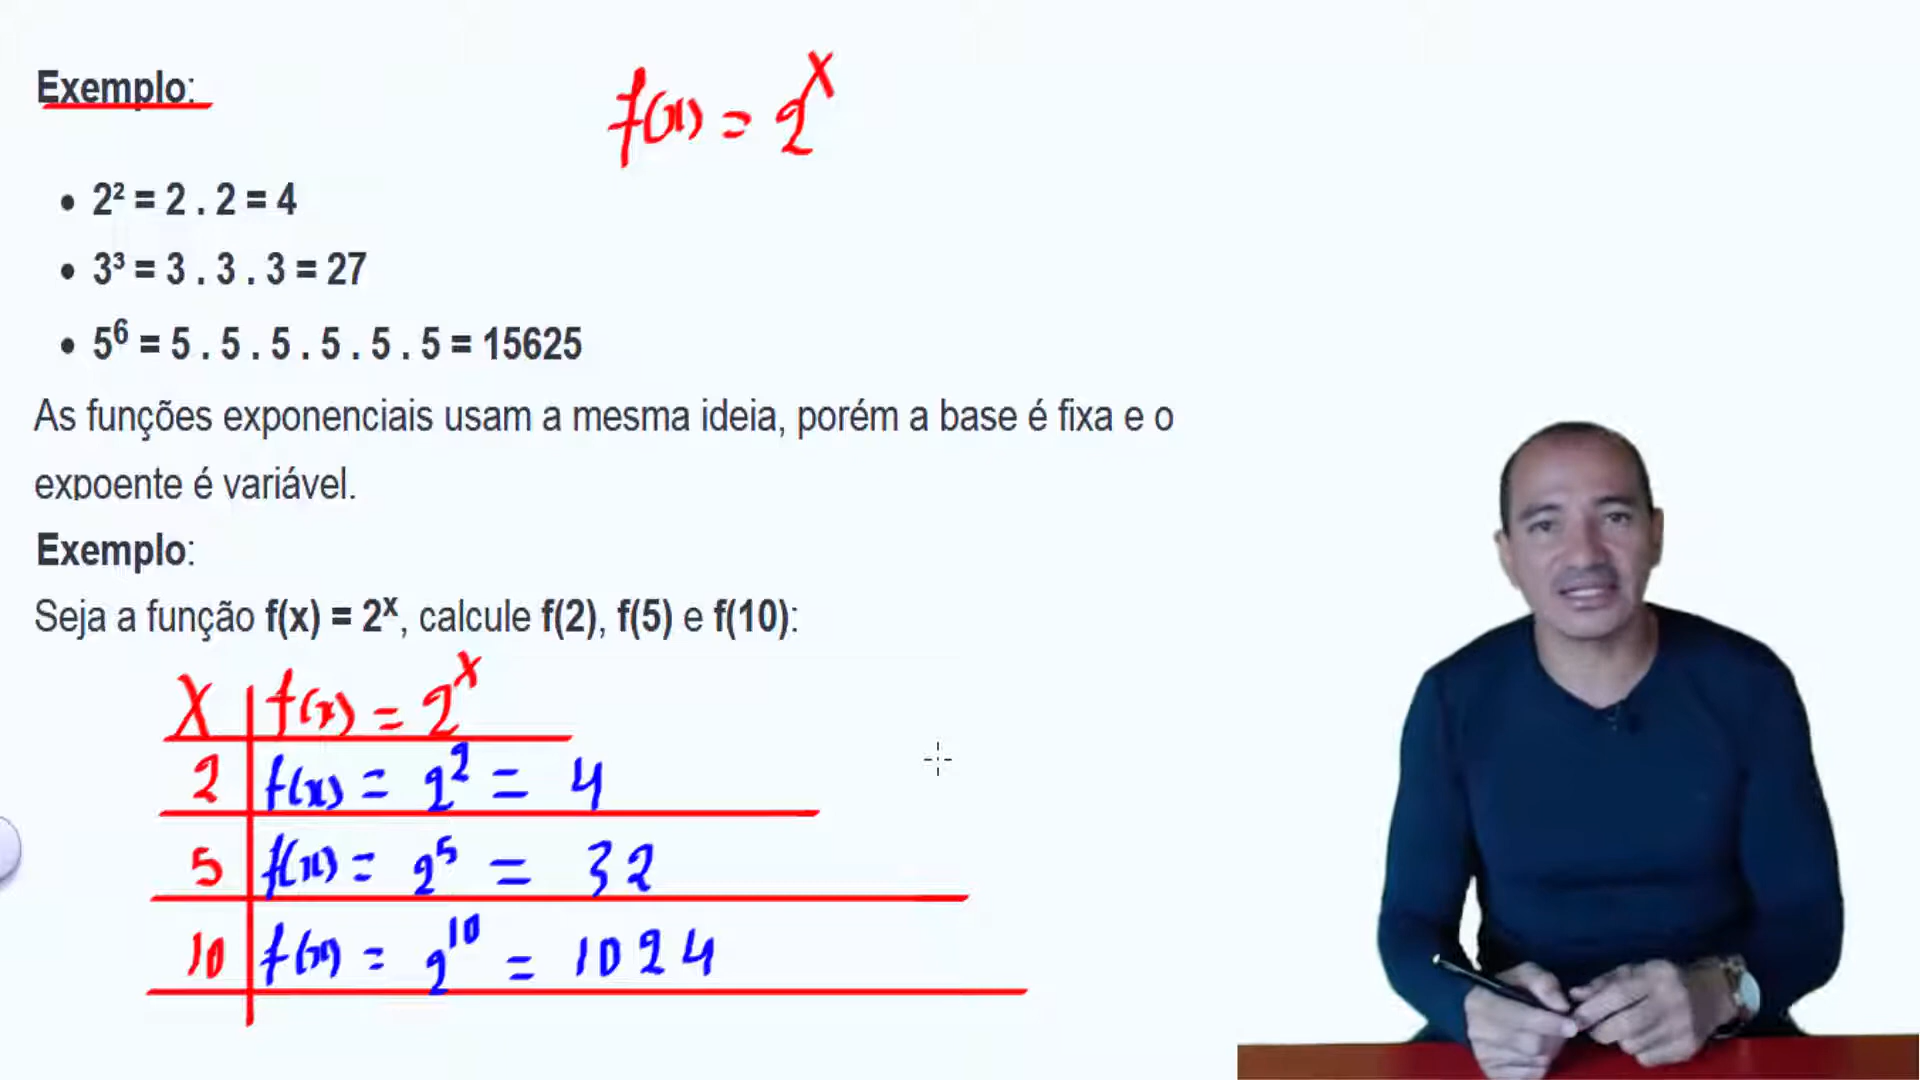 Exemplo:
f(x) = 2^x
• 2² = 2 . 2 = 4
• 3³ = 3 . 3 . 3 = 27
• 5⁶ = 5 . 5 . 5 . 5 . 5 . 5 = 15625
As funções exponenciais usam a mesma ideia, porém a base é fixa e o
expoente é variável.
Exemplo:
Seja a função f(x) = 2ˣ, calcule f(2), f(5) e f(10):
X | f(x) = 2^x
2 | f(x) = 2² = 4
5 | f(x) = 2⁵ = 32
10 | f(x) = 2¹⁰ = 1024